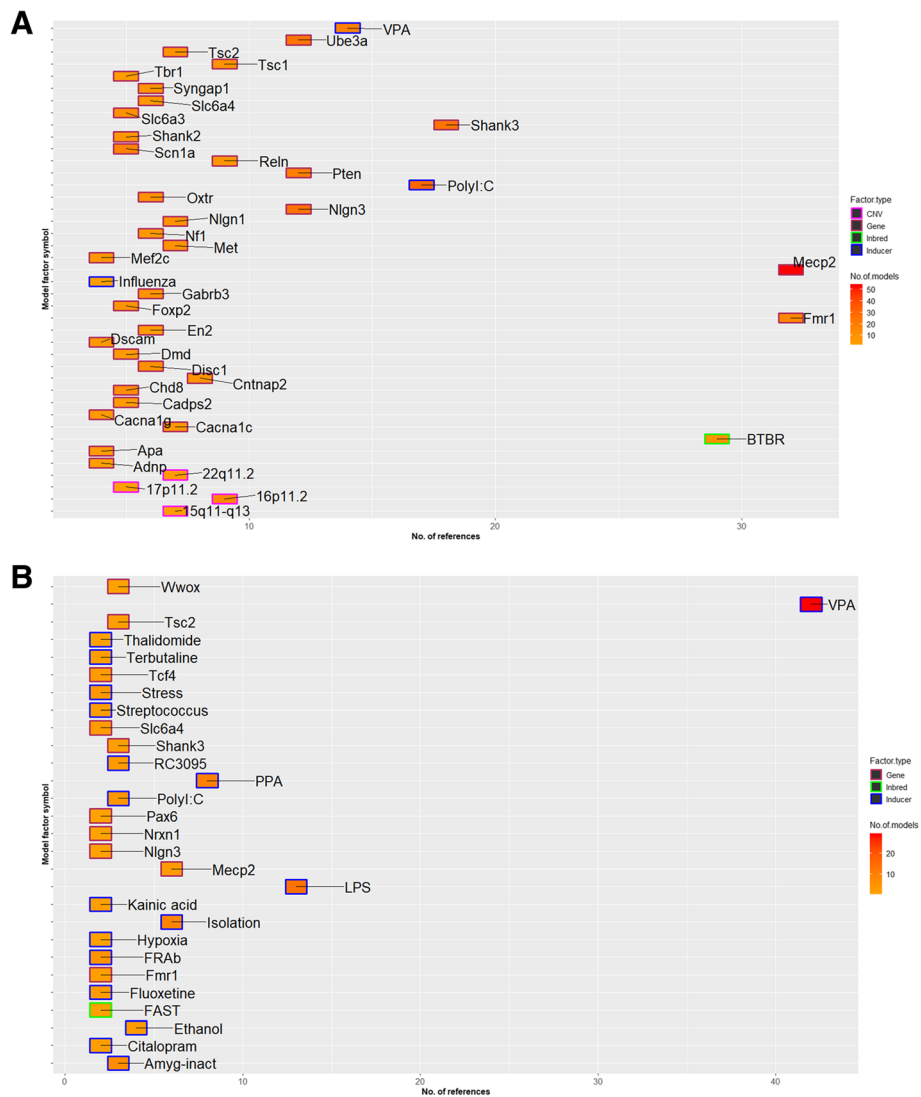 A
VPA
Ube3a
Tsc2
Tsc1
Tbr1
Syngap1
Slc6a4
Slc6a3
Shank3
Shank2
Scn1a
Reln
Pten
PolyI:C
Oxtr
Nlgn3
Nlgn1
Nf1
Met
Mef2c
Mecp2
Influenza
Gabrb3
Foxp2
Fmr1
En2
Dscam
Dmd
Disc1
Cntnap2
Chd8
Cadps2
Cacna1g
Cacna1c
BTBR
Apa
Adnp
22q11.2
17p11.2
16p11.2
15q11-q13
Model factor symbol
10 20 30
No. of references
Factor.type
CNV
Gene
Inbred
Inducer
No.of.models
50
40
30
20
10
B
Wwox
VPA
Tsc2
Thalidomide
Terbutaline
Tcf4
Stress
Streptococcus
Slc6a4
Shank3
RC3095
PPA
PolyI:C
Pax6
Nrxn1
Nlgn3
Mecp2
LPS
Kainic acid
Isolation
Hypoxia
FRAb
Fmr1
Fluoxetine
FAST
Ethanol
Citalopram
Amyg-inact
Model factor symbol
0 10 20 30 40
No. of references
Factor.type
Gene
Inbred
Inducer
No.of.models
20
10